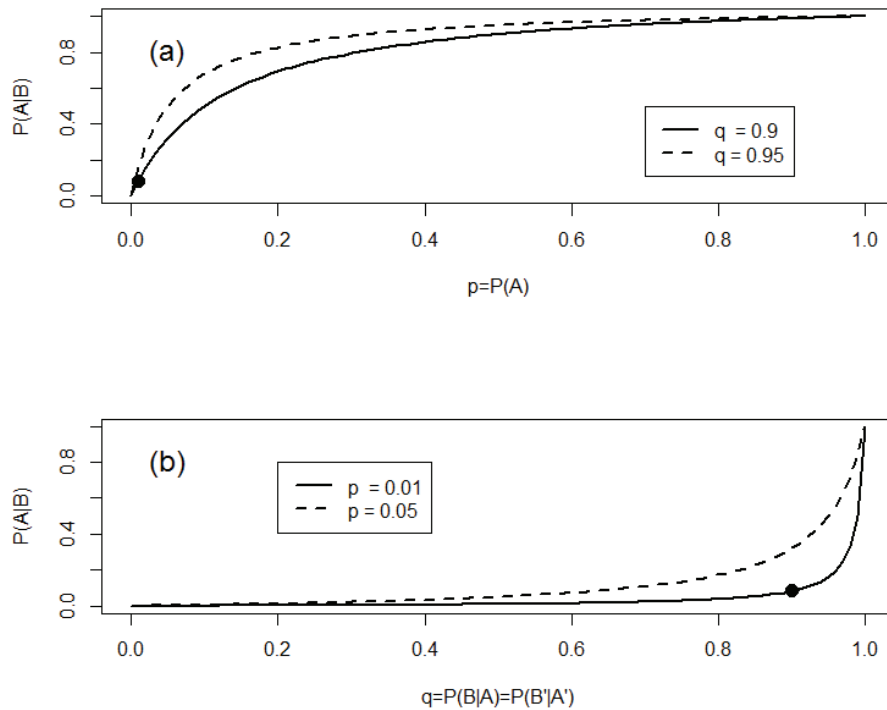 (a)
P(A|B)
0.0 0.4 0.8
q = 0.9
q = 0.95
0.0 0.2 0.4 0.6 0.8 1.0
p=P(A)
(b)
P(A|B)
0.0 0.4 0.8
p = 0.01
p = 0.05
0.0 0.2 0.4 0.6 0.8 1.0
q=P(B|A)=P(B'|A')